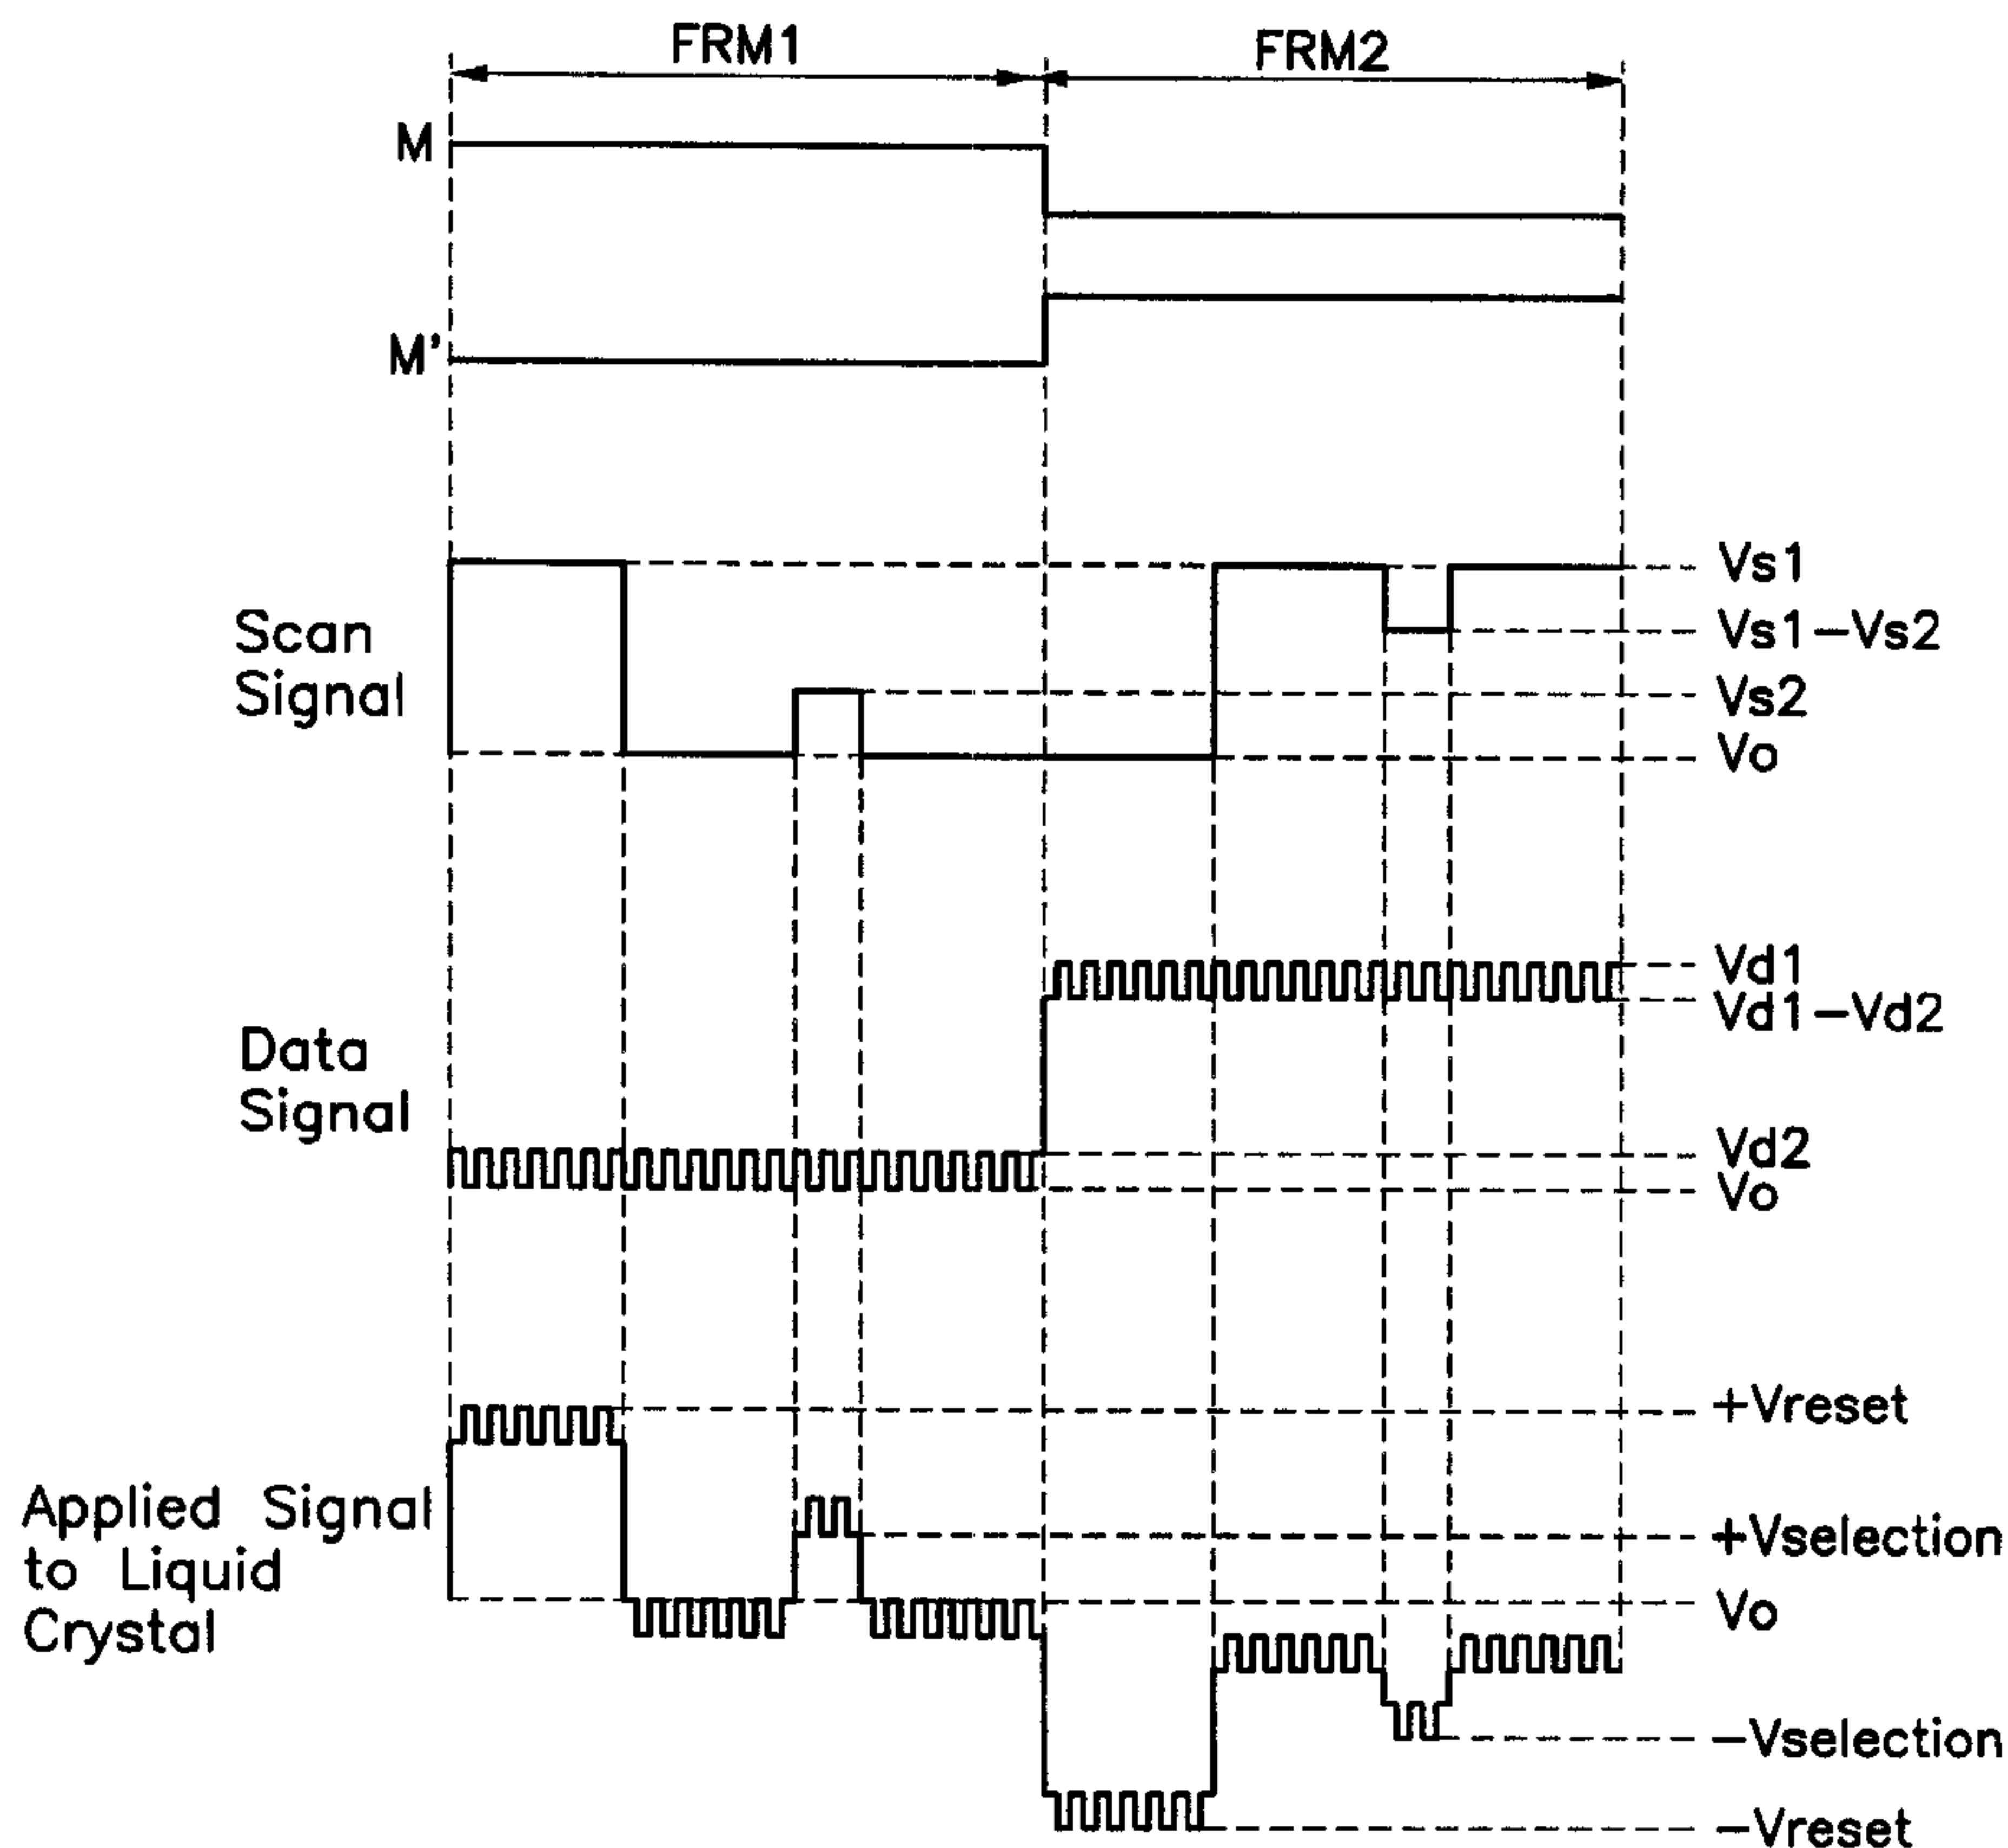 FRM1
FRM2
M
M'
Scan
Signal
Vs1
Vs1-Vs2
Vs2
Vo
Data
Signal
Vd1
Vd1-Vd2
Vd2
Vo
Applied Signal
to Liquid
Crystal
+Vreset
+Vselection
Vo
-Vselection
-Vreset